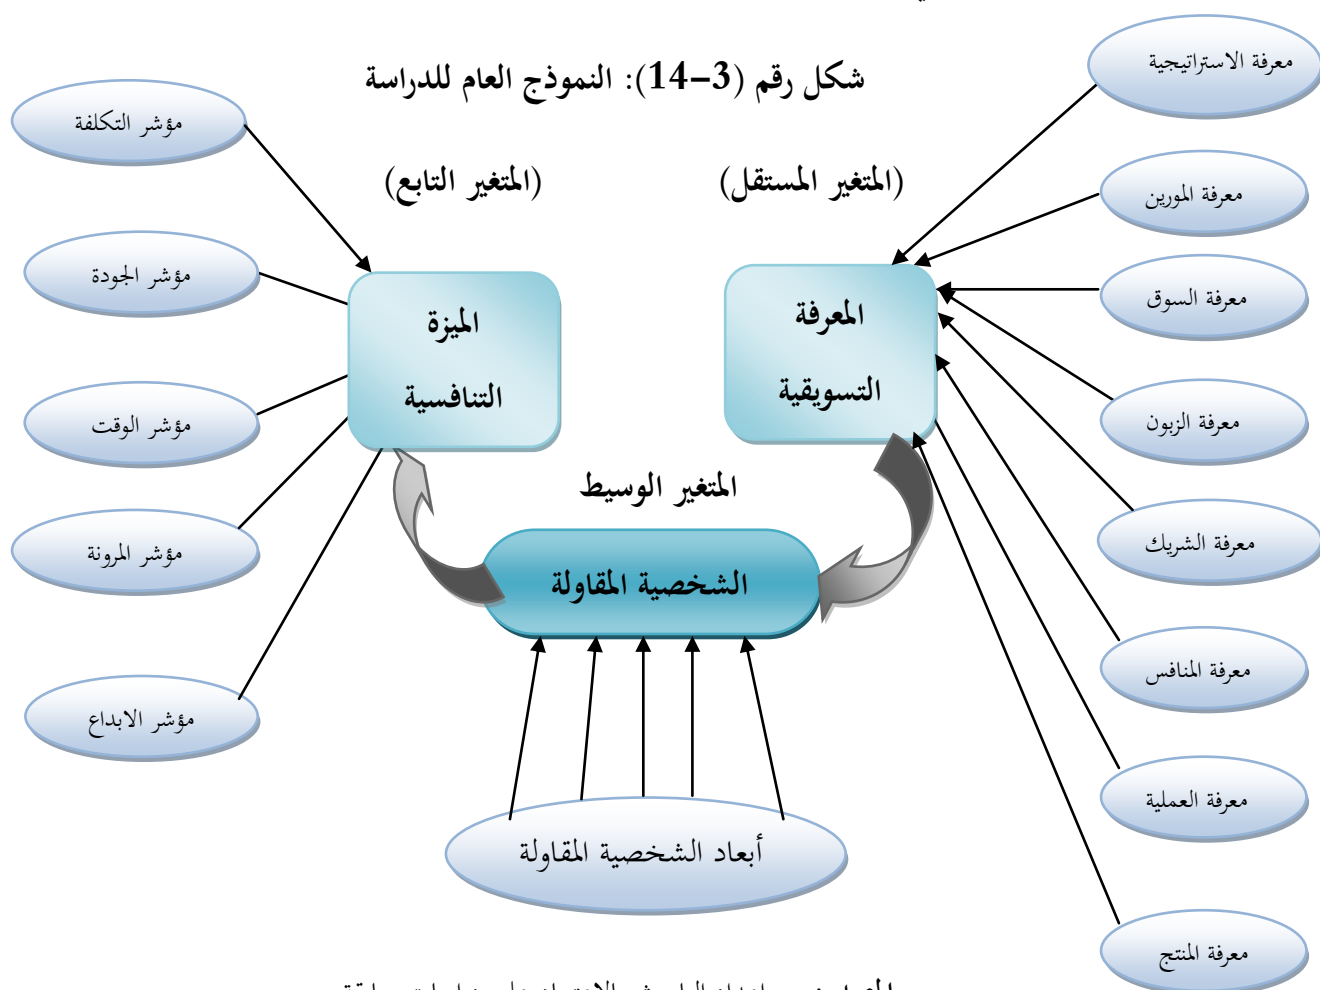 شكل رقم (3-14): النموذج العام للدراسة
(المتغير المستقل)
(المتغير التابع)
معرفة الاستراتيجية
معرفة المورين
معرفة السوق
معرفة الزبون
معرفة الشريك
معرفة المنافس
معرفة العملية
معرفة المنتج
المعرفة
التسويقية
الميزة
التنافسية
مؤشر التكلفة
مؤشر الجودة
مؤشر الوقت
مؤشر المرونة
مؤشر الابداع
المتغير الوسيط
الشخصية المقاولة
أبعاد الشخصية المقاولة